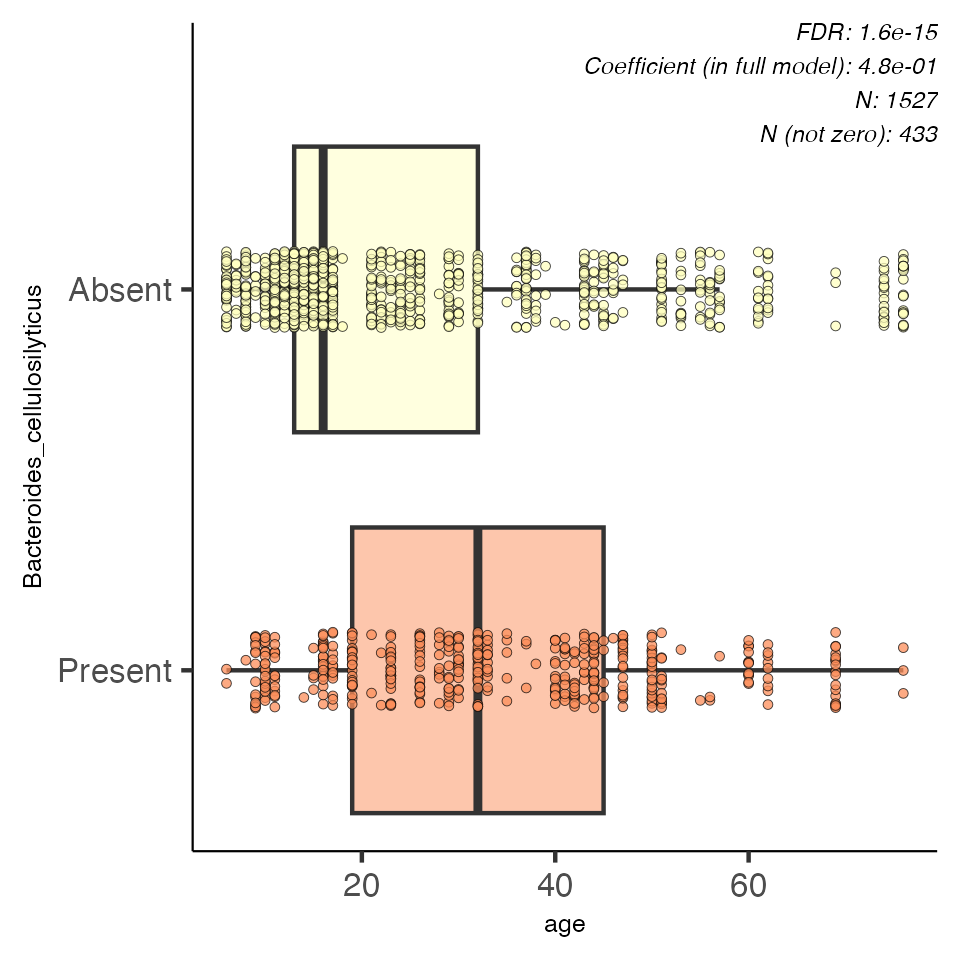 FDR: 1.6e-15
Coefficient (in full model): 4.8e-01
N: 1527
N (not zero): 433
Bacteroides_cellulosilyticus
Absent
Present
20 40 60
age